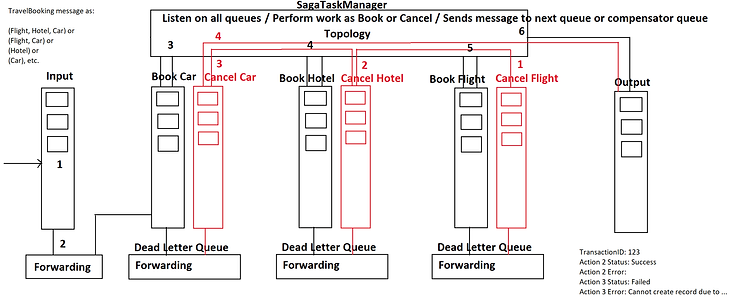 SagaTaskManager
TravelBooking message as:
Listen on all queues / Perform work as Book or Cancel / Sends message to next queue or compensator queue
(Flight, Hotel, Car) or
(Flight, Car) or
(Hotel) or
(Car), etc.
Topology
6
4
3
4
5
3
2
1
Input
Book Car
Cancel Car
Book Hotel
Cancel Hotel
Book Flight
Cancel Flight
Output
1
2
Dead Letter Queue
Dead Letter Queue
Dead Letter Queue
Forwarding
Forwarding
Forwarding
Forwarding
TransactionID: 123
Action 2 Status: Success
Action 2 Error:
Action 3 Status: Failed
Action 3 Error: Cannot create record due to ...